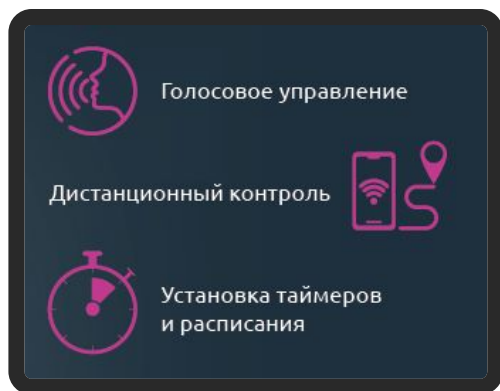 Голосовое управление
Дистанционный контроль
Установка таймеров
и расписания